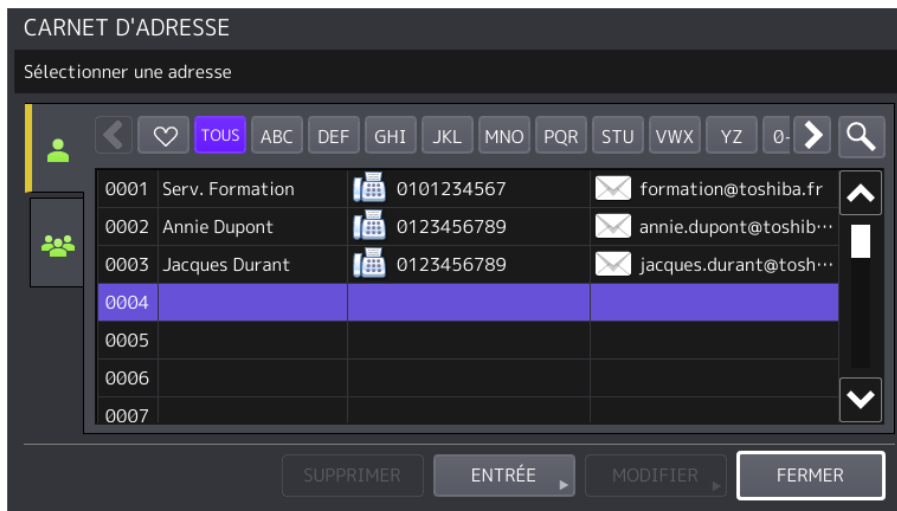 CARNET D'ADRESSE
Sélectionner une adresse
TOUS ABC DEF GHI JKL MNO PQR STU VWX YZ 0-
0001 Serv. Formation 0101234567 formation@toshiba.fr
0002 Annie Dupont 0123456789 annie.dupont@toshib…
0003 Jacques Durant 0123456789 jacques.durant@tosh…
0004
0005
0006
0007
SUPPRIMER ENTRÉE MODIFIER FERMER